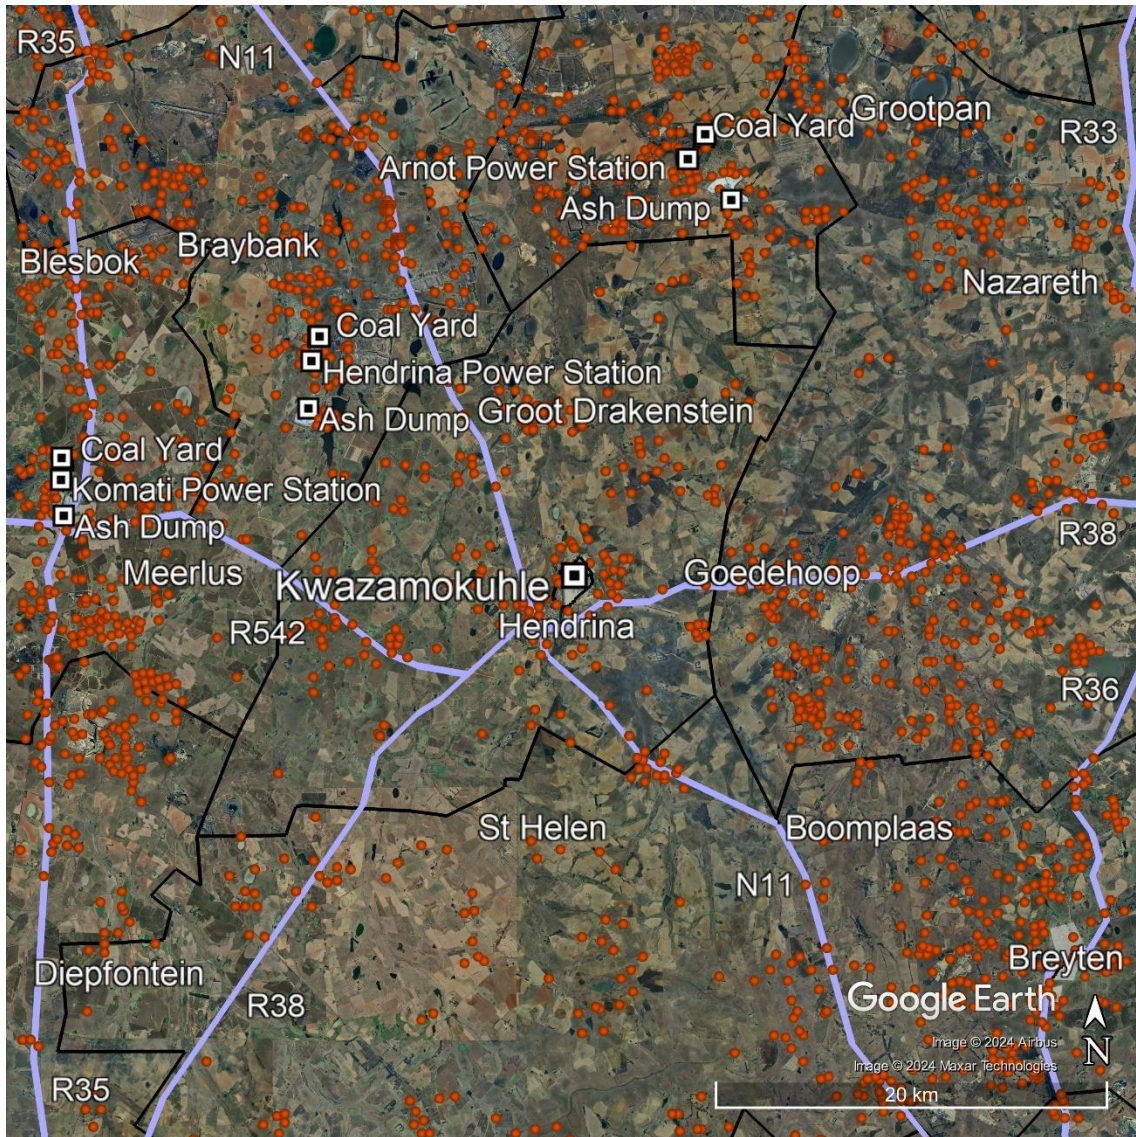 R35
N11
Grootpan
Coal Yard
R33
Arnot Power Station
Ash Dump
Braybank
Blesbok
Nazareth
Coal Yard
Hendrina Power Station
Groot Drakenstein
Ash Dump
Coal Yard
Komati Power Station
Ash Dump
R38
Meerlus
Goedehoop
Kwazamokuhle
R542
Hendrina
R36
St Helen
Boomplaas
N11
Breyten
Diepfontein
Google Earth
R38
N
Image © 2024 Airbus
Image © 2024 Maxar Technologies
R35
20 km